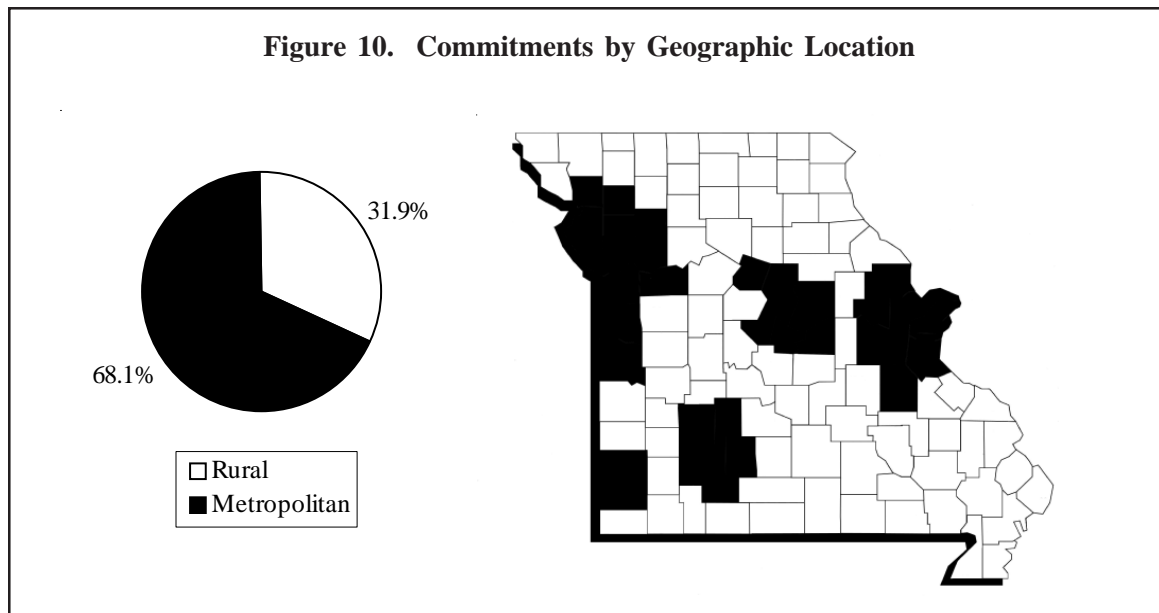 Figure 10. Commitments by Geographic Location
31.9%
68.1%
Rural
Metropolitan